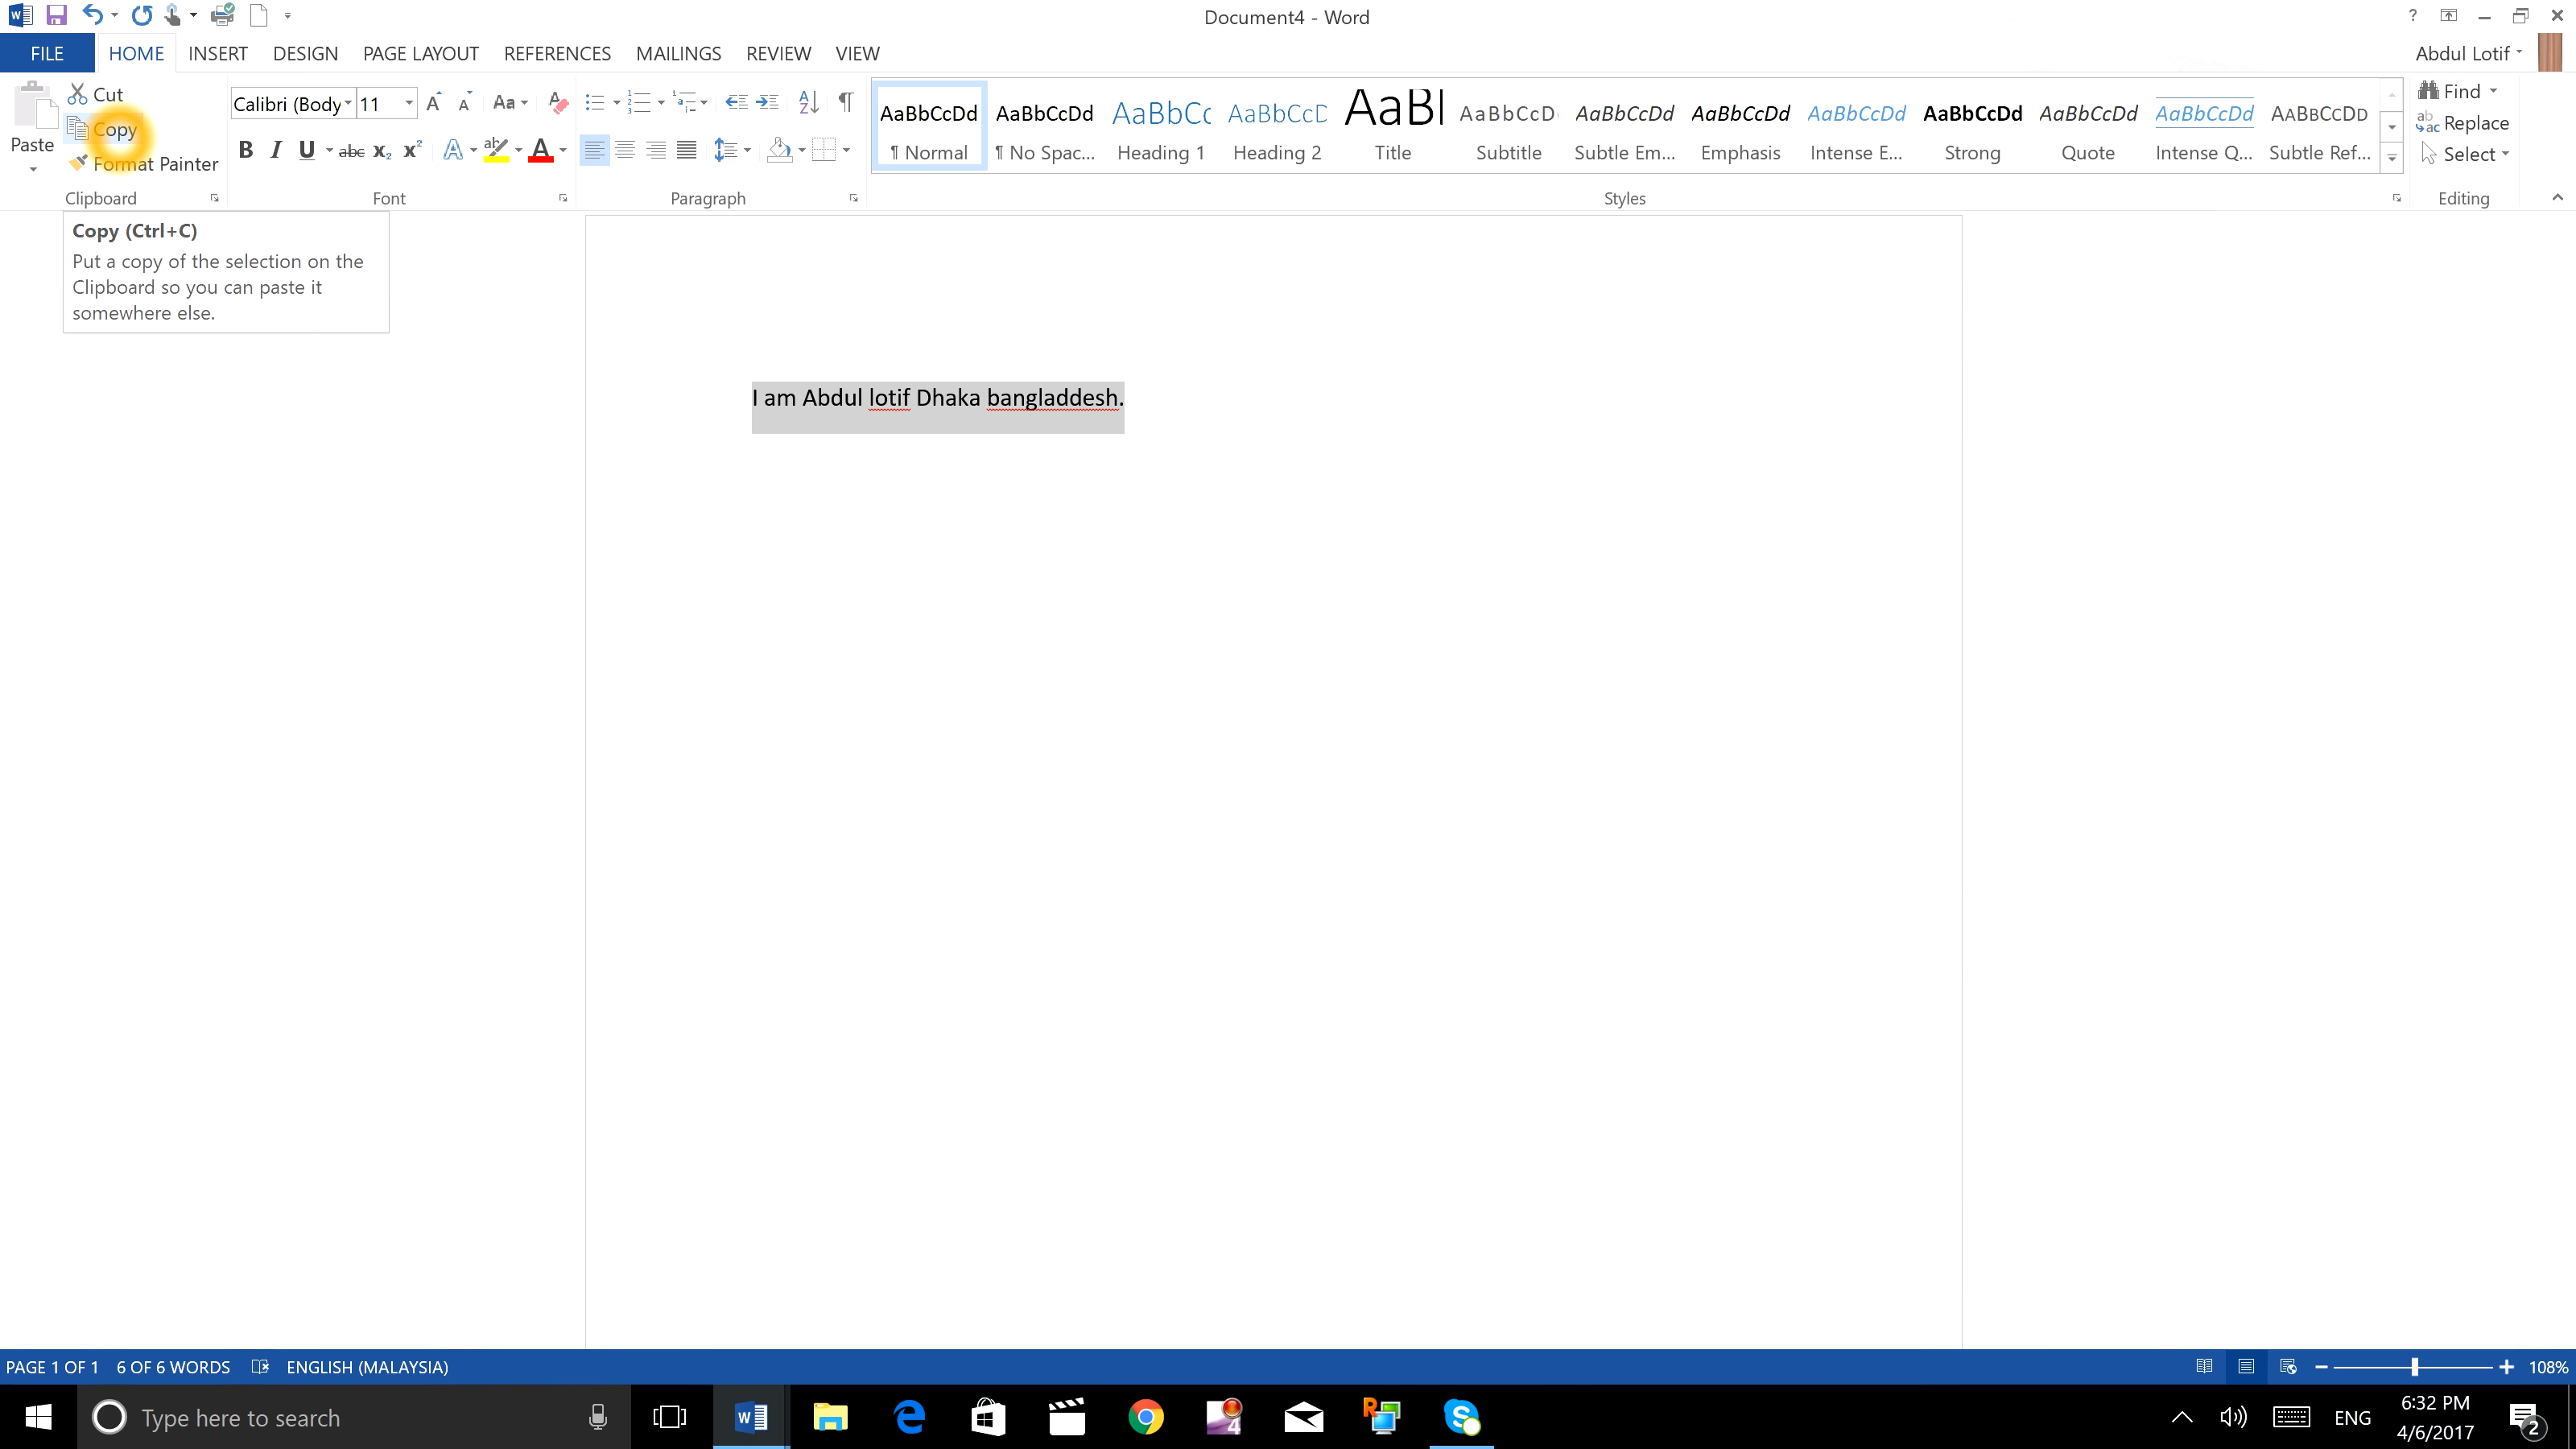 Document4 - Word
?
FILE HOME INSERT DESIGN PAGE LAYOUT REFERENCES MAILINGS REVIEW VIEW
Abdul Lotif
Paste
Cut
Copy
Format Painter
Clipboard
Calibri (Body 11
Aa
B I U abc X₂ X²
Font
Paragraph
AaBbCcDd AaBbCcDd AaBbCc AaBbCcD AaBl AaBbCcD AaBbCcDd AaBbCcDd AaBbCcDd AaBbCcDd AaBbCcDd AaBbCcDd AaBbCcDd
¶ Normal ¶ No Spac... Heading 1 Heading 2 Title Subtitle Subtle Em... Emphasis Intense E... Strong Quote Intense Q... Subtle Ref...
Styles
Find
Replace
Select
Editing
Copy (Ctrl+C)
Put a copy of the selection on the
Clipboard so you can paste it
somewhere else.
I am Abdul lotif Dhaka bangladdesh.
PAGE 1 OF 1 6 OF 6 WORDS ENGLISH (MALAYSIA)
108%
Type here to search
ENG
6:32 PM
4/6/2017
2